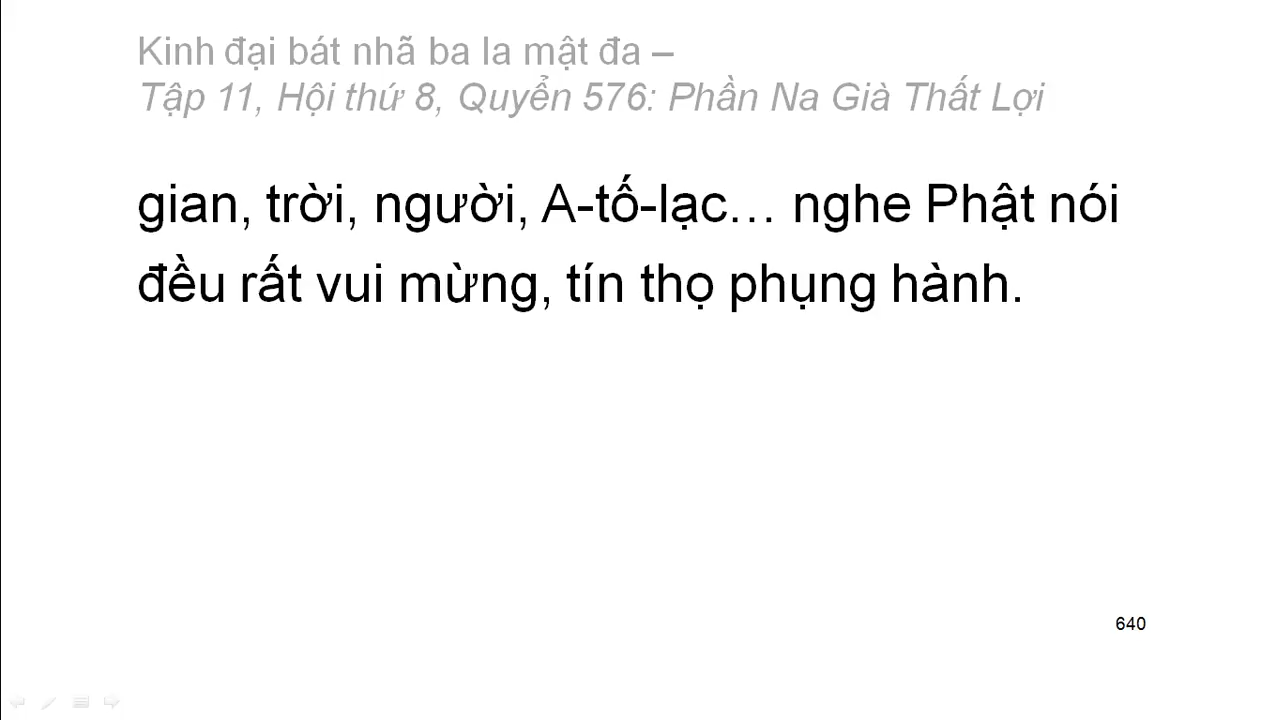 Kinh đại bát nhã ba la mật đa –
Tập 11, Hội thứ 8, Quyển 576: Phần Na Già Thất Lợi
gian, trời, người, A-tố-lạc… nghe Phật nói
đều rất vui mừng, tín thọ phụng hành.
640